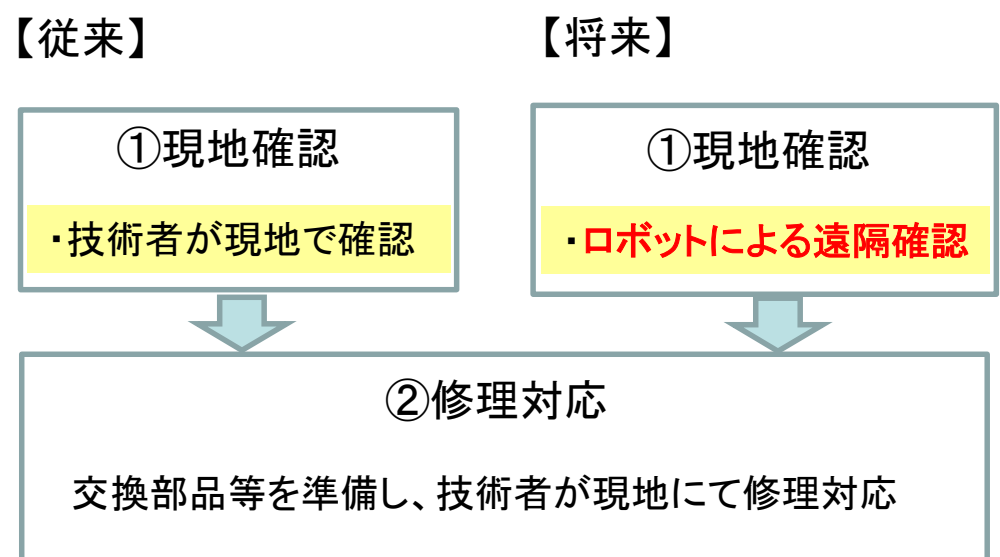 【従来】
【将来】
①現地確認
・技術者が現地で確認
①現地確認
・ロボットによる遠隔確認
②修理対応
交換部品等を準備し、技術者が現地にて修理対応